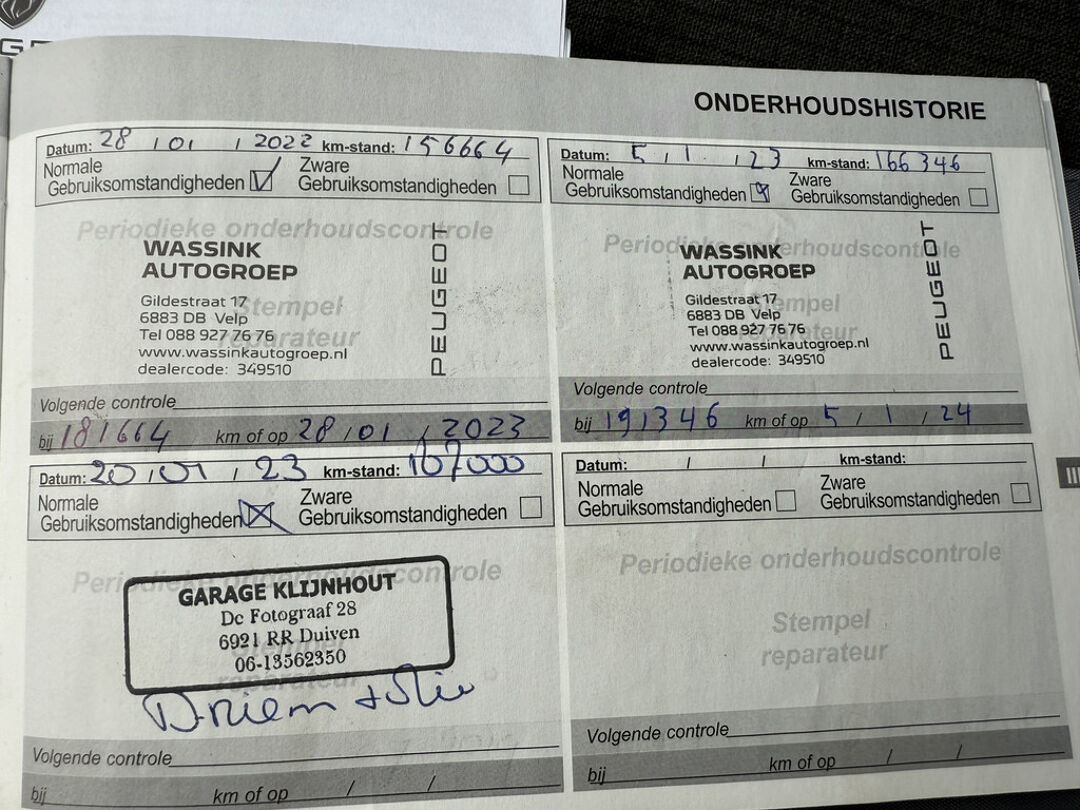 ONDERHOUDSHISTORIE
Datum: 28 / 01 / 2022 km-stand: 156664
Normale
Gebruiksomstandigheden
Zware
Gebruiksomstandigheden
Periodieke onderhoudscontrole
WASSINK
AUTOGROEP
Gildestraat 17
6883 DB Velp
Tel 088 927 76 76
www.wassinkautogroep.nl
dealercode: 349510
PEUGEOT
Stempel
reparateur
Volgende controle
bij 181664 km of op 28 / 01 / 2023
Datum: 5 / 1 / 23 km-stand: 166346
Normale
Gebruiksomstandigheden
Zware
Gebruiksomstandigheden
Periodieke onderhoudscontrole
WASSINK
AUTOGROEP
Gildestraat 17
6883 DB Velp
Tel 088 927 76 76
www.wassinkautogroep.nl
dealercode: 349510
PEUGEOT
Stempel
reparateur
Volgende controle
bij 191346 km of op 5 / 1 / 24
Datum: 20 / 01 / 23 km-stand: 167000
Normale
Gebruiksomstandigheden
Zware
Gebruiksomstandigheden
Periodieke onderhoudscontrole
GARAGE KLIJNHOUT
De Fotograaf 28
6921 RR Duiven
06-13562350
Stempel
reparateur
D-riem +
Volgende controle
bij km of op / /
Datum: / / km-stand:
Normale
Gebruiksomstandigheden
Zware
Gebruiksomstandigheden
Periodieke onderhoudscontrole
Stempel
reparateur
Volgende controle
bij km of op / /